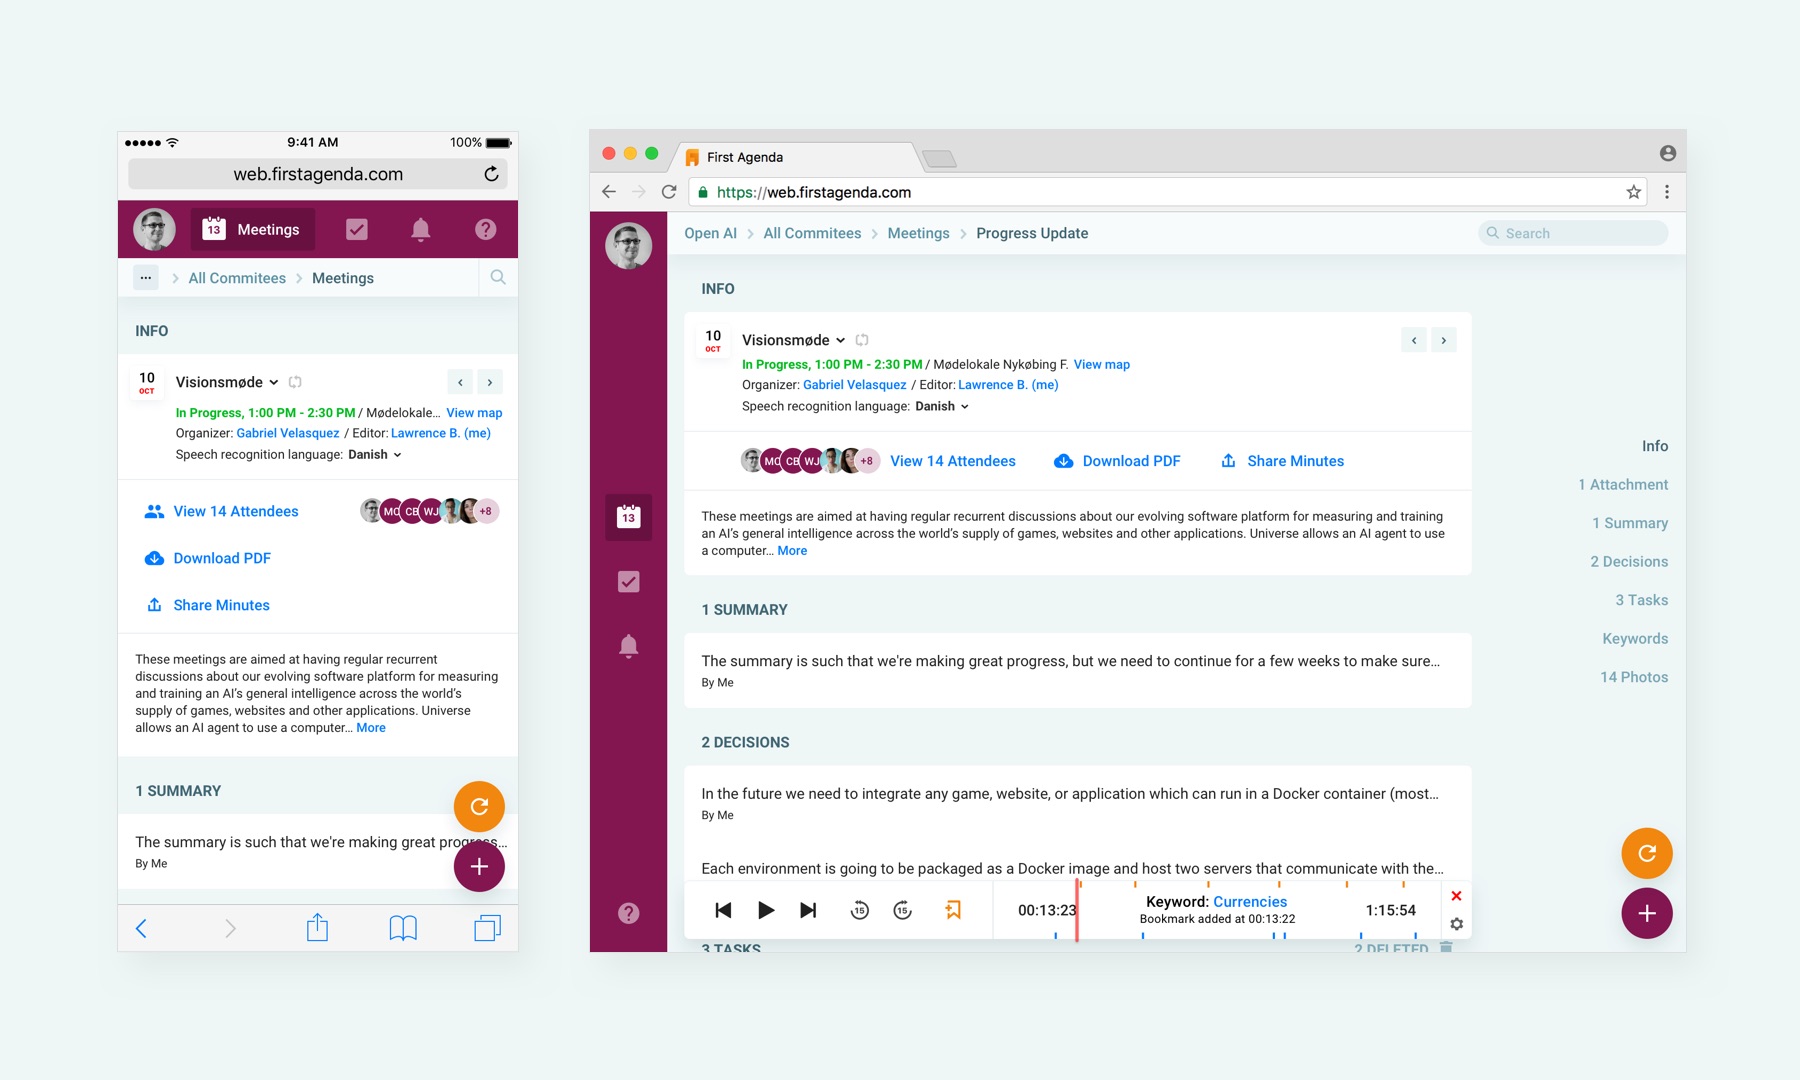 9:41 AM
100%
web.firstagenda.com
13 Meetings
?
... > All Commitees > Meetings
INFO
10
OCT
Visionsmøde
In Progress, 1:00 PM - 2:30 PM / Mødelokale... View map
Organizer: Gabriel Velasquez / Editor: Lawrence B. (me)
Speech recognition language: Danish
View 14 Attendees
MC CB WJ +8
Download PDF
Share Minutes
These meetings are aimed at having regular recurrent
discussions about our evolving software platform for measuring
and training an AI's general intelligence across the world's
supply of games, websites and other applications. Universe
allows an AI agent to use a computer... More
1 SUMMARY
The summary is such that we're making great progress...
By Me
First Agenda
https://web.firstagenda.com
Open AI > All Commitees > Meetings > Progress Update
Search
13
?
INFO
10
OCT
Visionsmøde
In Progress, 1:00 PM - 2:30 PM / Mødelokale Nykøbing F. View map
Organizer: Gabriel Velasquez / Editor: Lawrence B. (me)
Speech recognition language: Danish
MC CB WJ +8 View 14 Attendees
Download PDF
Share Minutes
These meetings are aimed at having regular recurrent discussions about our evolving software platform for measuring and training
an AI's general intelligence across the world's supply of games, websites and other applications. Universe allows an AI agent to use
a computer... More
1 SUMMARY
The summary is such that we're making great progress, but we need to continue for a few weeks to make sure...
By Me
2 DECISIONS
In the future we need to integrate any game, website, or application which can run in a Docker container (most...
By Me
Each environment is going to be packaged as a Docker image and host two servers that communicate with the...
15 15
00:13:23
Keyword: Currencies
Bookmark added at 00:13:22
1:15:54
3 TASKS
2 DELETED
Info
1 Attachment
1 Summary
2 Decisions
3 Tasks
Keywords
14 Photos